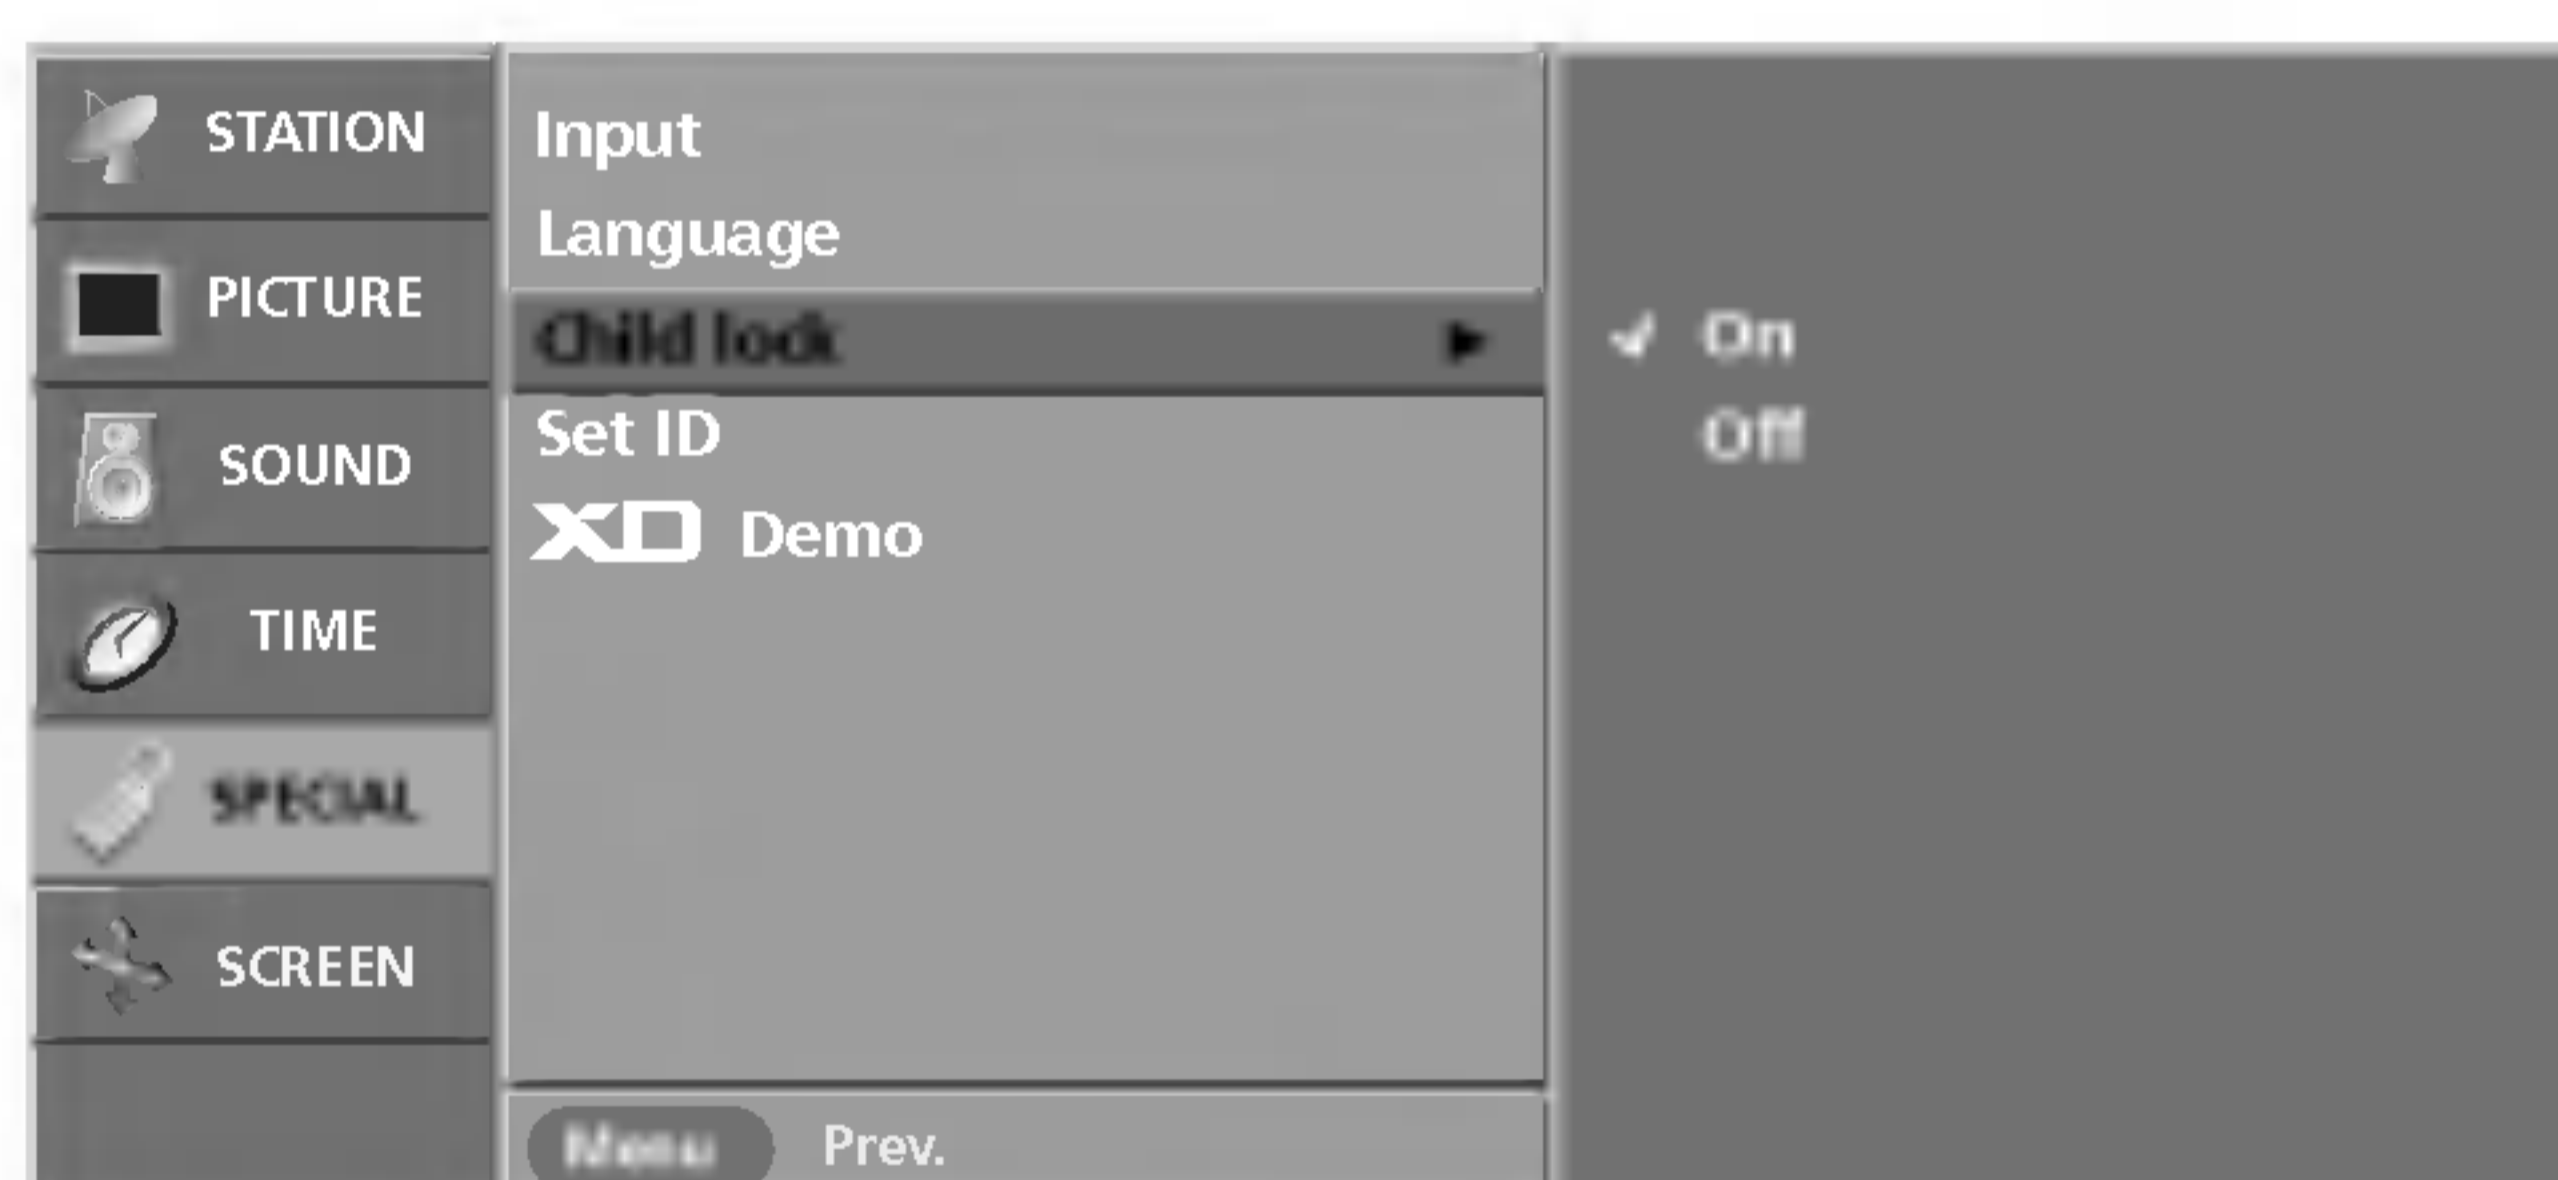 STATION
PICTURE
SOUND
TIME
SPECIAL
SCREEN
Input
Language
Child lock
Set ID
XD Demo
Menu Prev.
On
Off